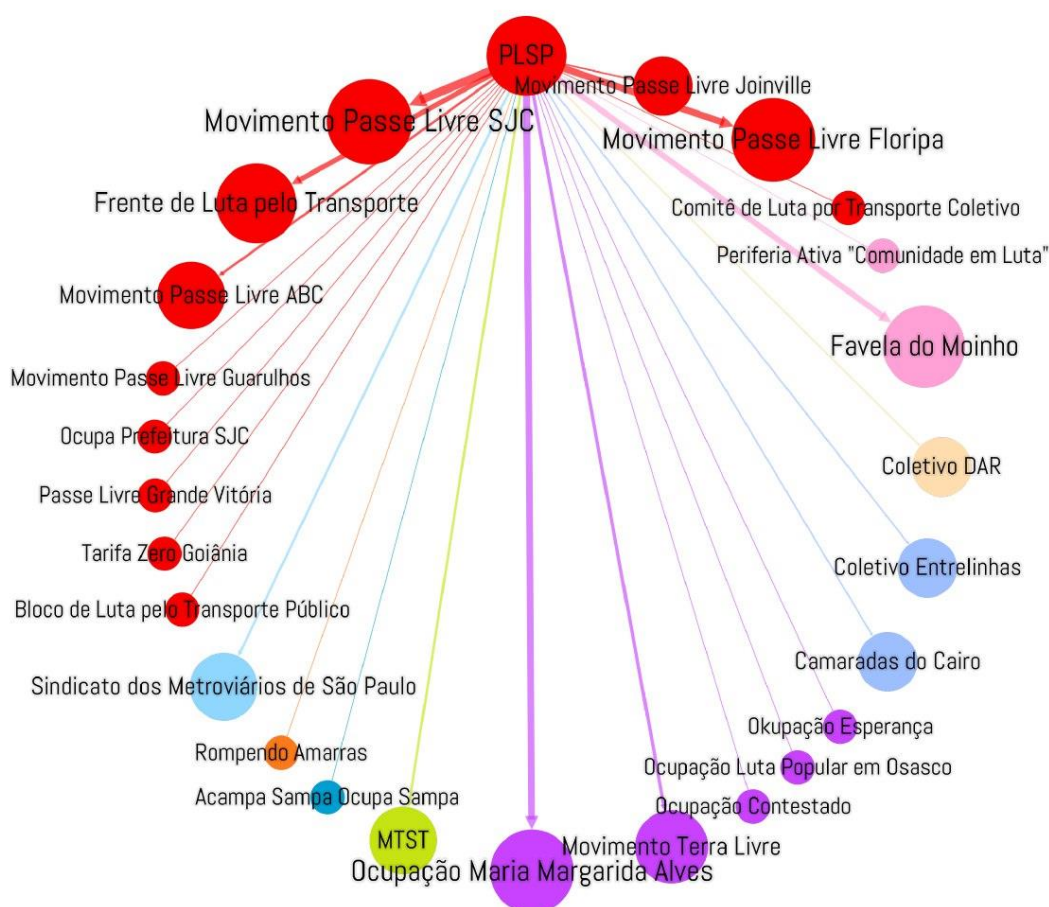 PLSP
Movimento Passe Livre Joinville
Movimento Passe Livre SJC
Movimento Passe Livre Floripa
Frente de Luta pelo Transporte
Comitê de Luta por Transporte Coletivo
Periferia Ativa "Comunidade em Luta"
Movimento Passe Livre ABC
Favela do Moinho
Movimento Passe Livre Guarulhos
Ocupa Prefeitura SJC
Coletivo DAR
Passe Livre Grande Vitória
Tarifa Zero Goiânia
Coletivo Entrelinhas
Bloco de Luta pelo Transporte Público
Camaradas do Cairo
Sindicato dos Metroviários de São Paulo
Okupação Esperança
Rompendo Amarras
Ocupação Luta Popular em Osasco
Acampa Sampa Ocupa Sampa
Ocupação Contestado
MTST
Movimento Terra Livre
Ocupação Maria Margarida Alves